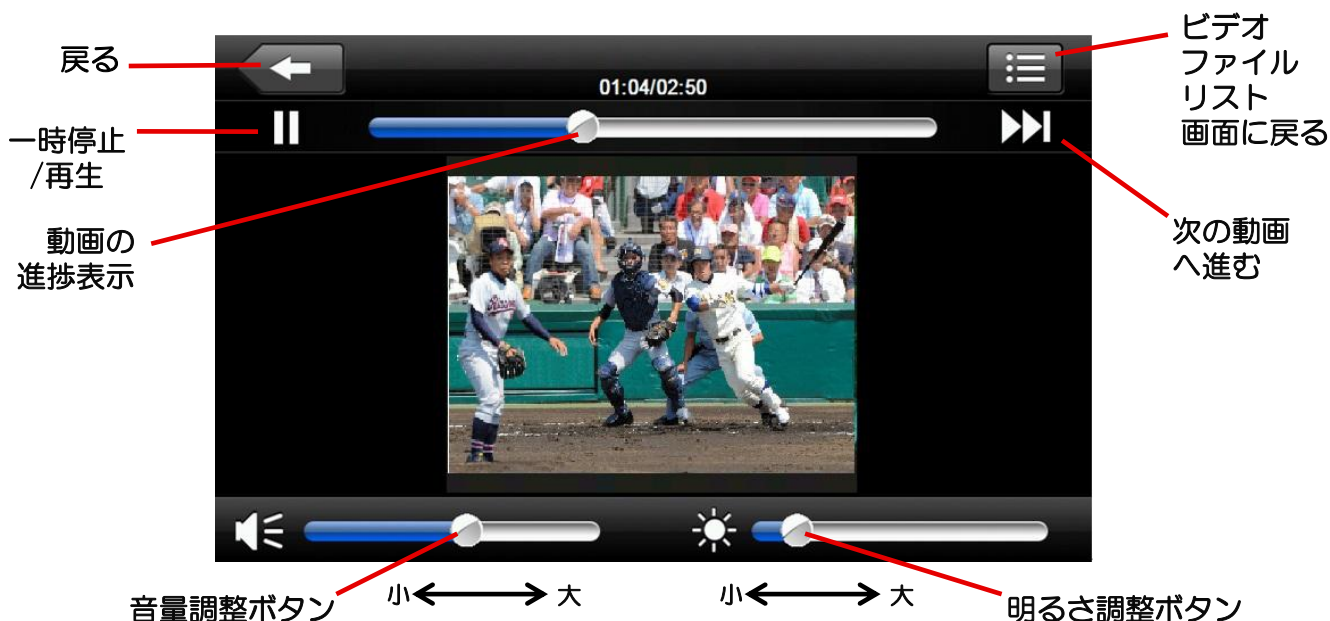 戻る
01:04/02:50
ビデオ
ファイル
リスト
画面に戻る
一時停止
/再生
動画の
進捗表示
次の動画
へ進む
音量調整ボタン
小
大
小
大
明るさ調整ボタン